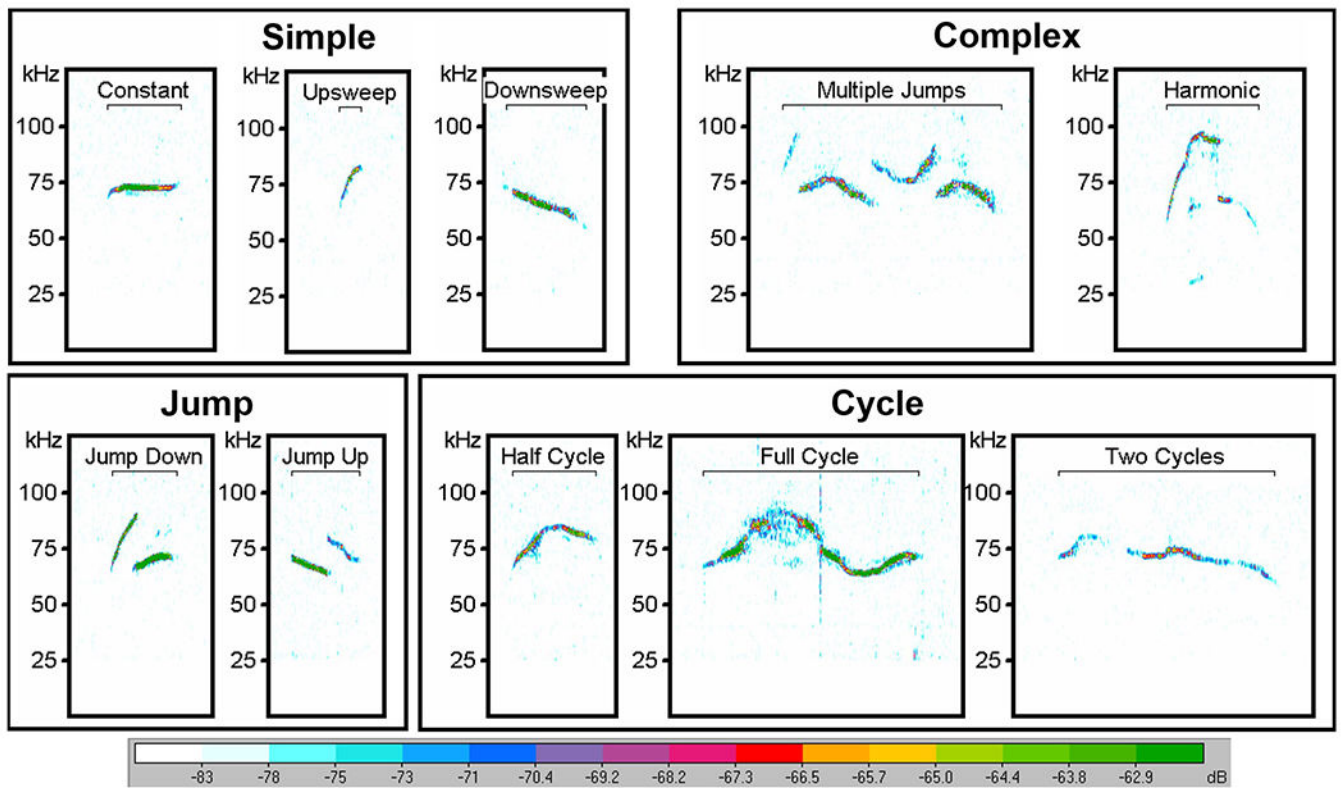 Simple
kHz
Constant
100
75
50
25
kHz
Upsweep
100
75
50
25
kHz
Downsweep
100
75
50
25
Complex
kHz
Multiple Jumps
100
75
50
25
kHz
Harmonic
100
75
50
25
Jump
kHz
Jump Down
100
75
50
25
kHz
Jump Up
100
75
50
25
Cycle
kHz
Half Cycle
100
75
50
25
kHz
Full Cycle
100
75
50
25
kHz
Two Cycles
100
75
50
25
-83 -78 -75 -73 -71 -70.4 -69.2 -68.2 -67.3 -66.5 -65.7 -65.0 -64.4 -63.8 -62.9 dB